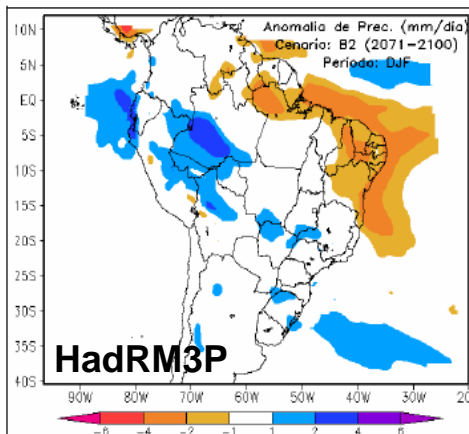 Anomalia de Prec. (mm/dia)
Cenario: B2 (2071-2100)
Periodo: DJF
10N
5N
EQ
5S
10S
15S
20S
25S
30S
35S
40S
HadRM3P
90W 80W 70W 60W 50W 40W 30W 20
-6 -4 -2 -1 1 2 4 6